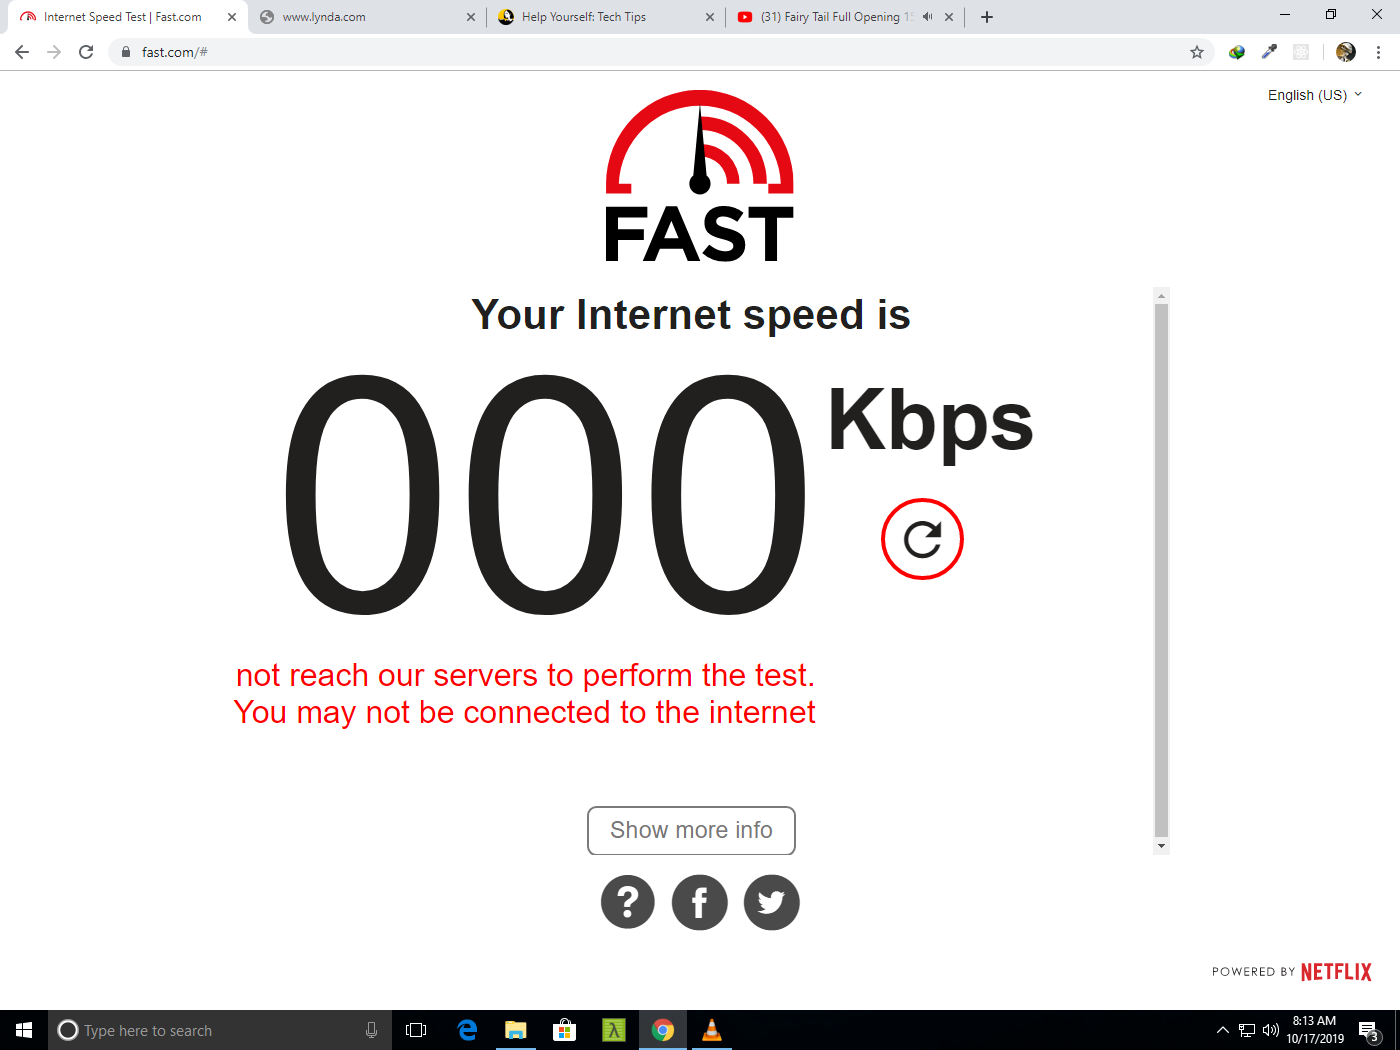 Internet Speed Test | Fast.com
www.lynda.com
Help Yourself: Tech Tips
(31) Fairy Tail Full Opening
fast.com/#
English (US)
FAST
Your Internet speed is
000 Kbps
not reach our servers to perform the test.
You may not be connected to the internet
Show more info
?
f
POWERED BY NETFLIX
Type here to search
8:13 AM
10/17/2019
3